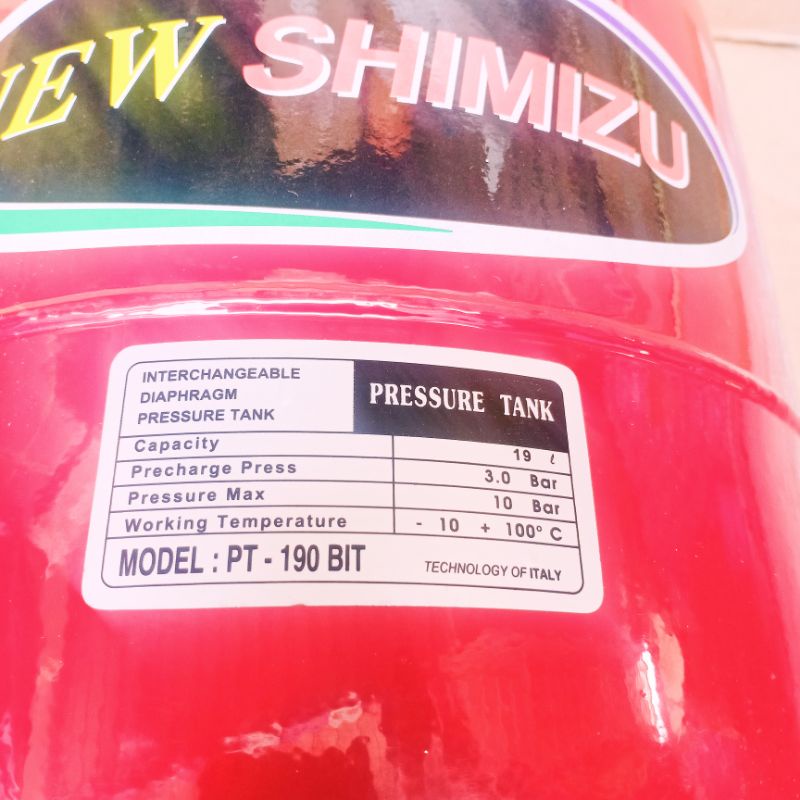 NEW SHIMIZU
INTERCHANGEABLE
DIAPHRAGM
PRESSURE TANK
PRESSURE TANK
Capacity 19 ℓ
Precharge Press 3.0 Bar
Pressure Max 10 Bar
Working Temperature - 10 + 100° C
MODEL : PT - 190 BIT
TECHNOLOGY OF ITALY